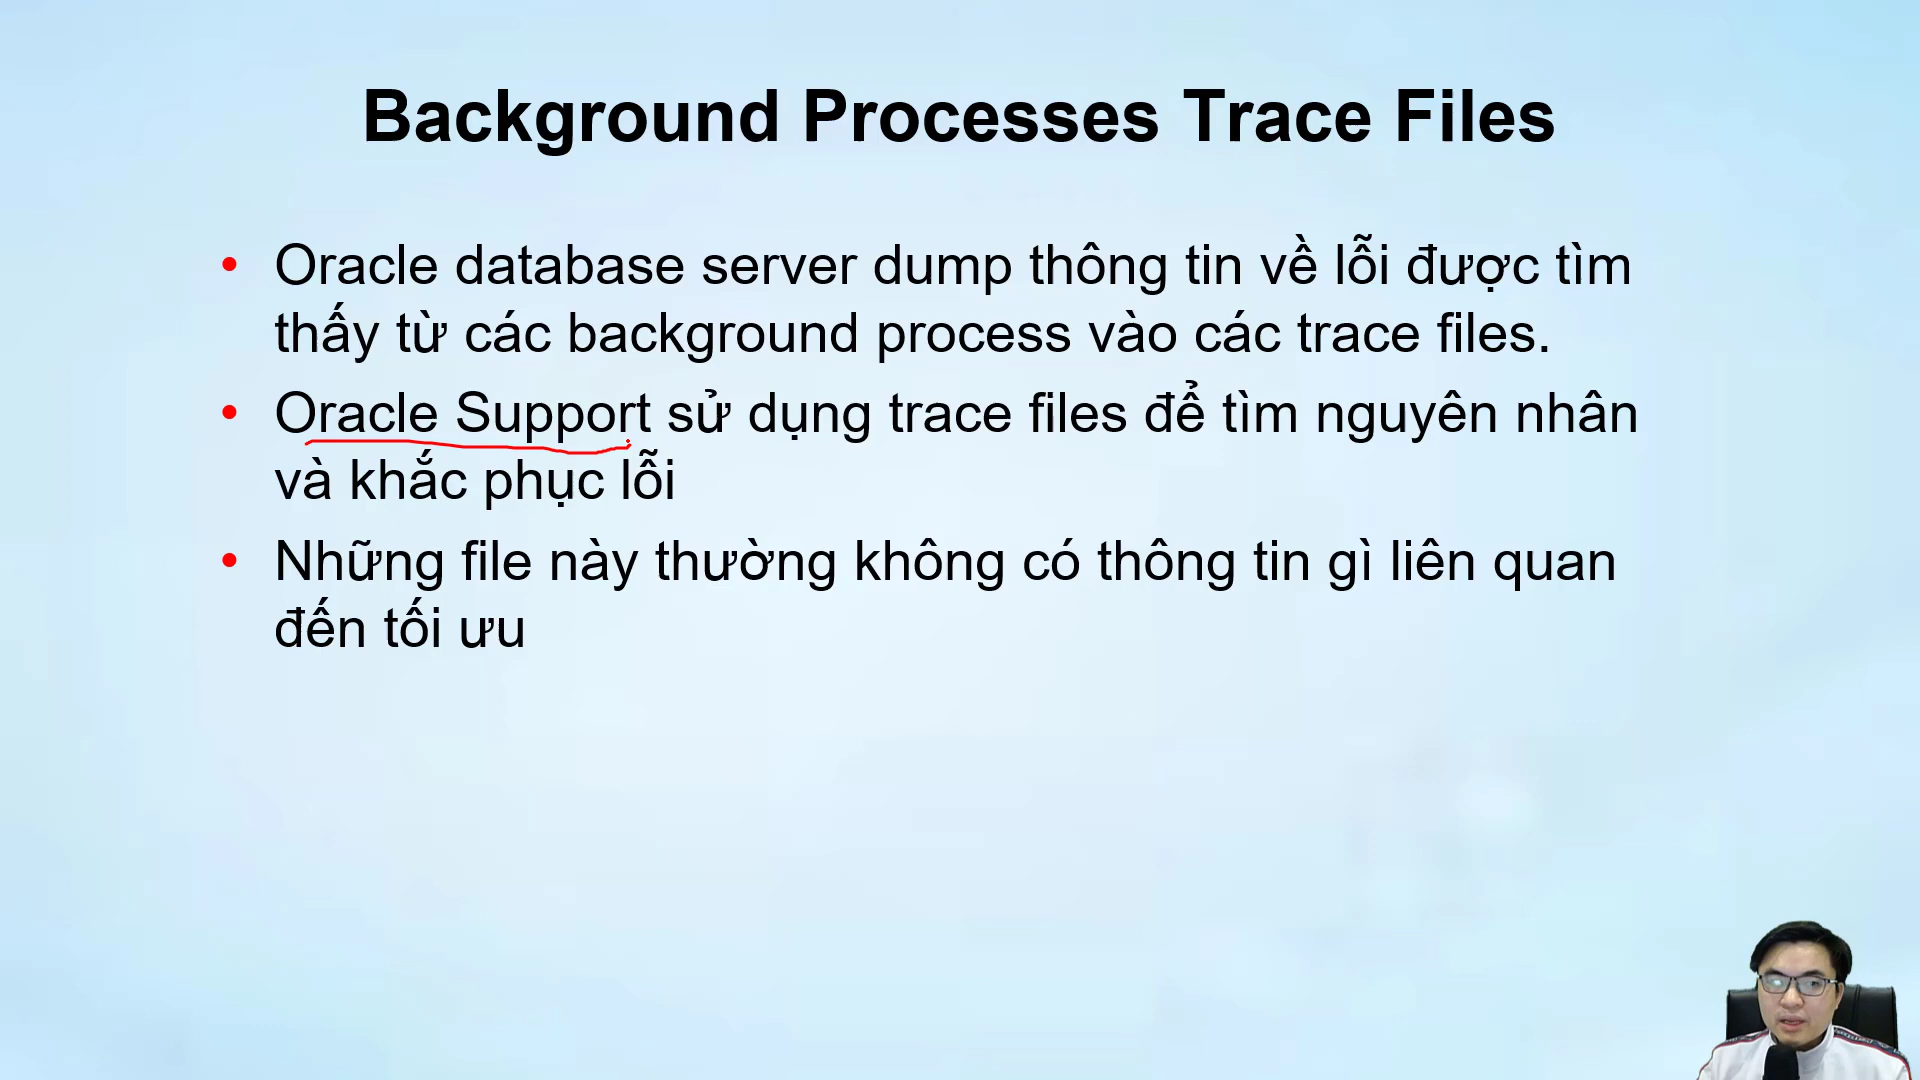 Background Processes Trace Files
• Oracle database server dump thông tin về lỗi được tìm
thấy từ các background process vào các trace files.
• Oracle Support sử dụng trace files để tìm nguyên nhân
và khắc phục lỗi
• Những file này thường không có thông tin gì liên quan
đến tối ưu